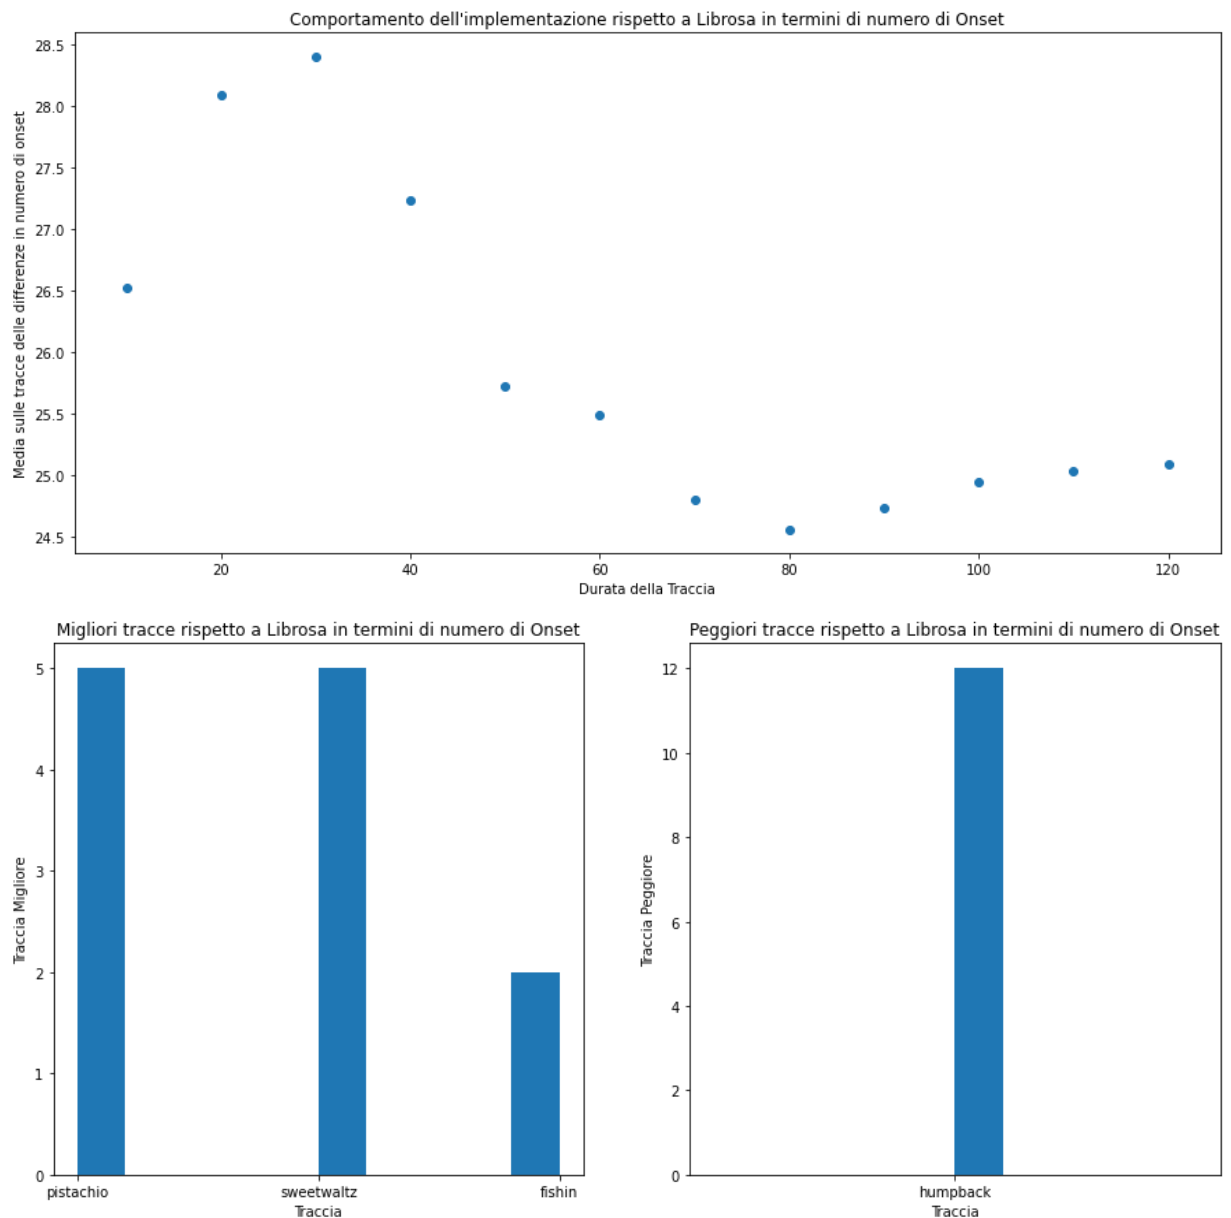 Comportamento dell'implementazione rispetto a Librosa in termini di numero di Onset
Media sulle tracce delle differenze in numero di onset
28.5
28.0
27.5
27.0
26.5
26.0
25.5
25.0
24.5
20 40 60 80 100 120
Durata della Traccia
Migliori tracce rispetto a Librosa in termini di numero di Onset
Traccia Migliore
5
4
3
2
1
0
pistachio sweetwaltz fishin
Traccia
Peggiori tracce rispetto a Librosa in termini di numero di Onset
Traccia Peggiore
12
10
8
6
4
2
0
humpback
Traccia